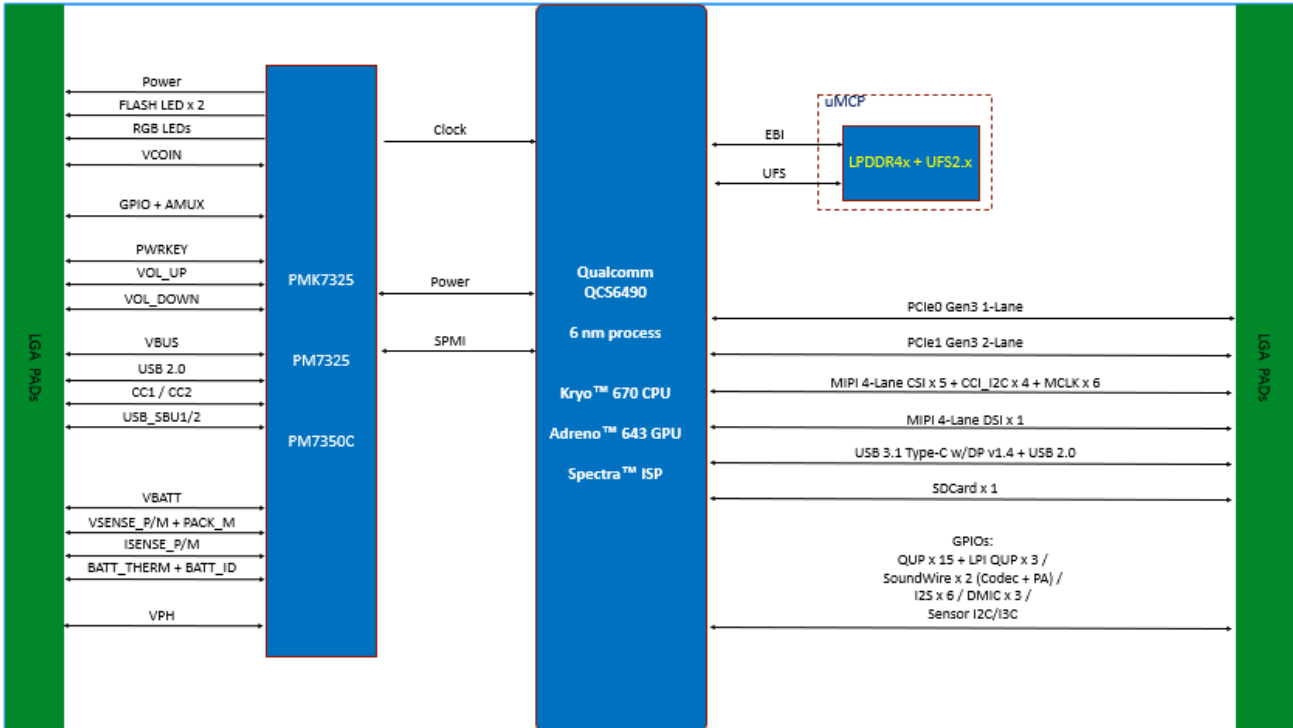 LGA PADs
Power
FLASH LED x 2
RGB LEDs
VCOIN
GPIO + AMUX
PWRKEY
VOL_UP
VOL_DOWN
VBUS
USB 2.0
CC1 / CC2
USB_SBU1/2
VBATT
VSENSE_P/M + PACK_M
ISENSE_P/M
BATT_THERM + BATT_ID
VPH
PMK7325
PM7325
PM7350C
Clock
Power
SPMI
Qualcomm
QCS6490
6 nm process
Kryo™ 670 CPU
Adreno™ 643 GPU
Spectra™ ISP
EBI
UFS
uMCP
LPDDR4x + UFS2.x
PCIe0 Gen3 1-Lane
PCIe1 Gen3 2-Lane
MIPI 4-Lane CSI x 5 + CCI_I2C x 4 + MCLK x 6
MIPI 4-Lane DSI x 1
USB 3.1 Type-C w/DP v1.4 + USB 2.0
SDCard x 1
GPIOs:
QUP x 15 + LPI QUP x 3 /
SoundWire x 2 (Codec + PA) /
I2S x 6 / DMIC x 3 /
Sensor I2C/I3C
LGA PADs